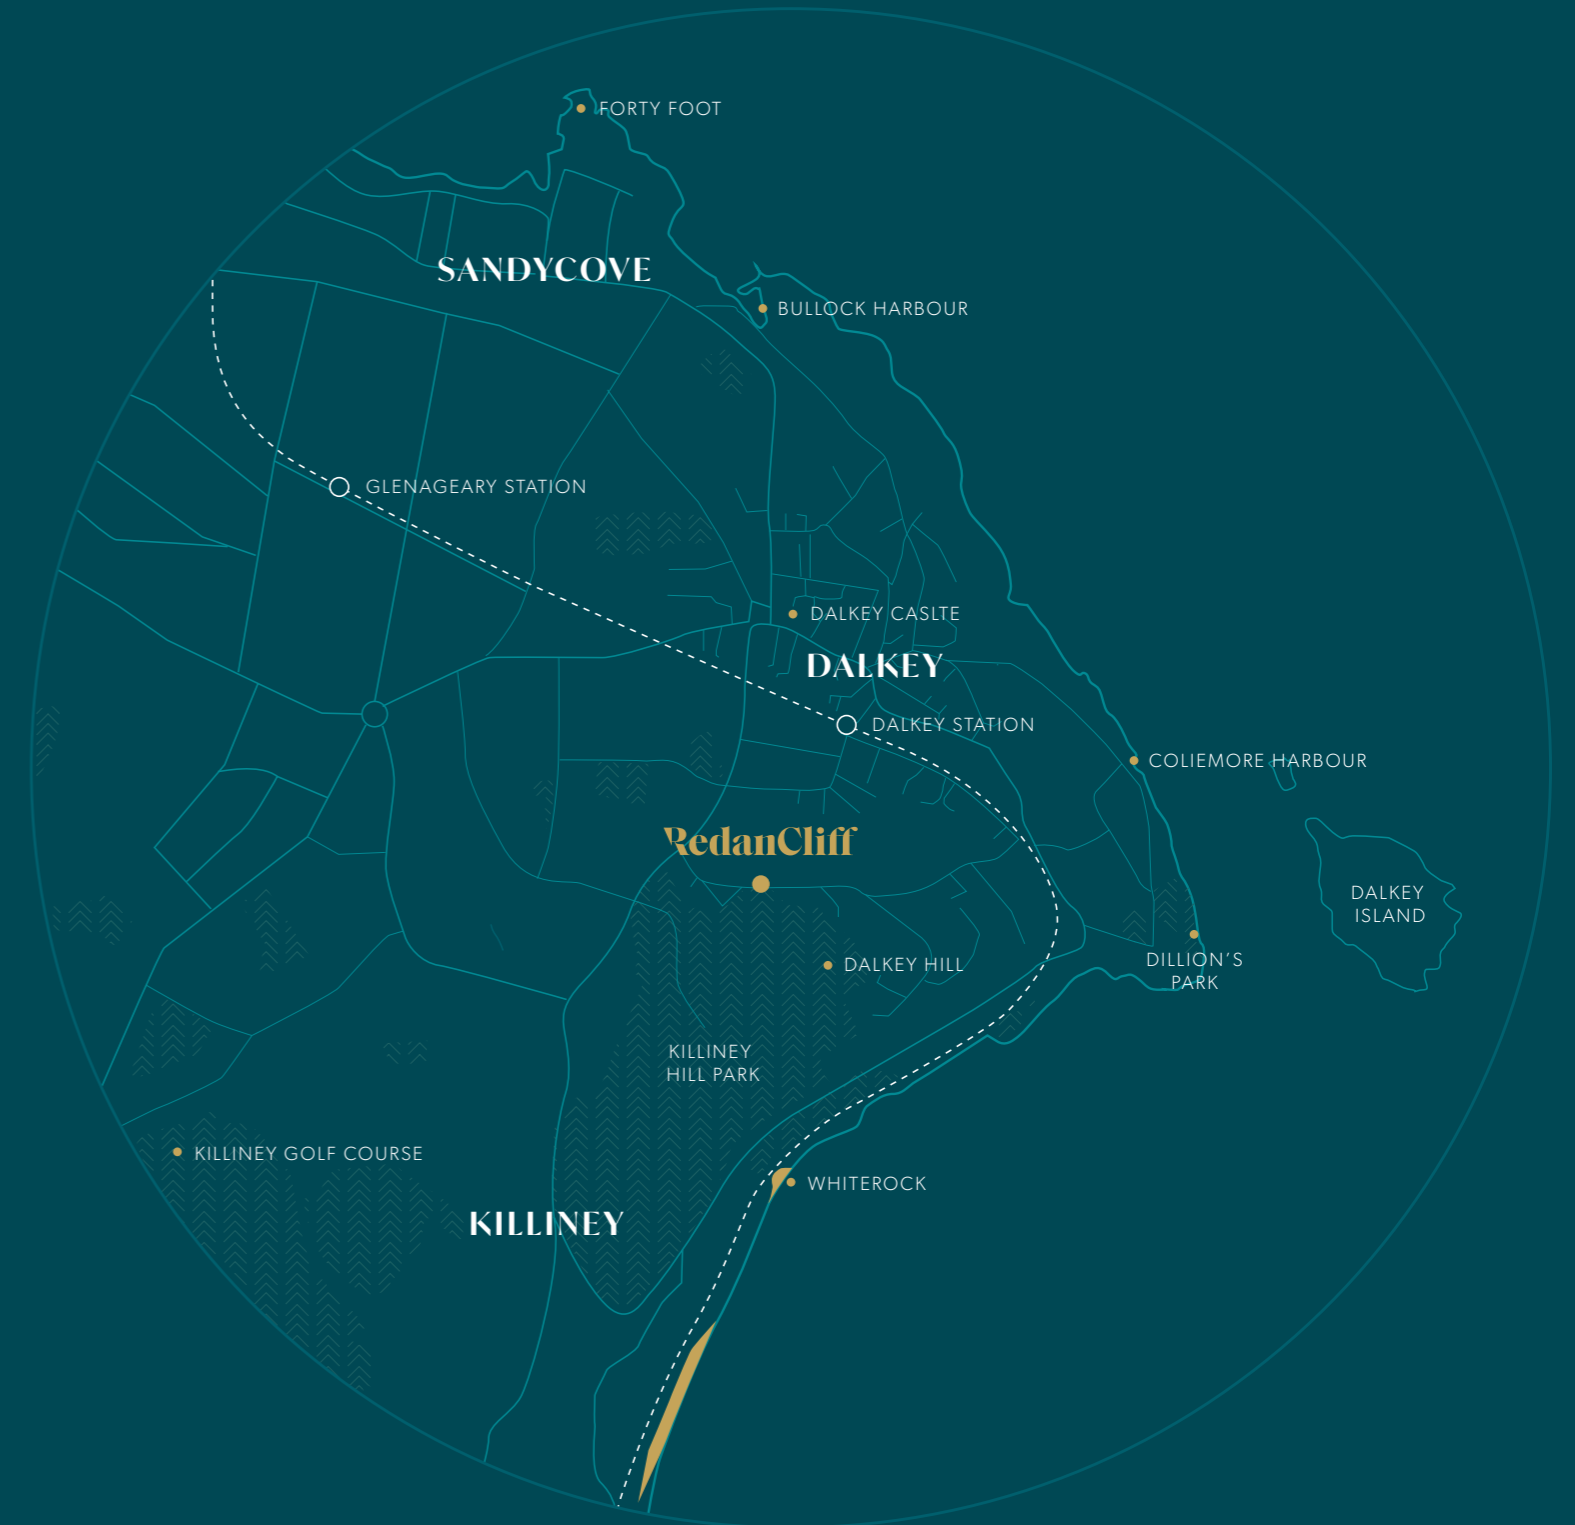 FORTY FOOT
SANDYCOVE
BULLOCK HARBOUR
GLENAGEARY STATION
DALKEY CASLTE
DALKEY
DALKEY STATION
COLIEMORE HARBOUR
RedanCliff
DALKEY
ISLAND
DILLION'S
PARK
DALKEY HILL
KILLINEY
HILL PARK
KILLINEY GOLF COURSE
WHITEROCK
KILLINEY